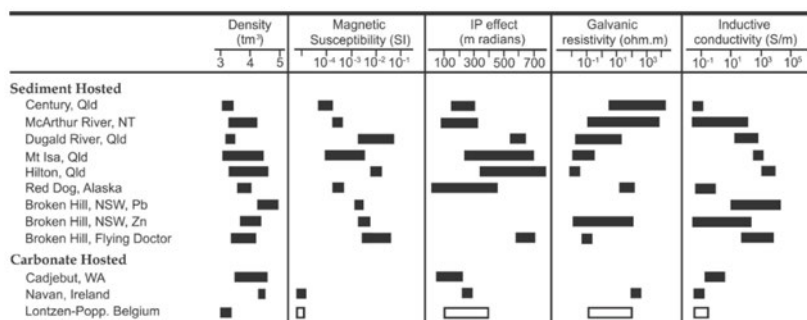 Density (tm³) Magnetic Susceptibility (SI) IP effect (m radians) Galvanic resistivity (ohm.m) Inductive conductivity (S/m)
3 4 5 10⁻⁴ 10⁻³ 10⁻² 10⁻¹ 100 300 500 700 10⁻¹ 10¹ 10³ 10⁻¹ 10¹ 10³ 10⁵
Sediment Hosted
Century, Qld
McArthur River, NT
Dugald River, Qld
Mt Isa, Qld
Hilton, Qld
Red Dog, Alaska
Broken Hill, NSW, Pb
Broken Hill, NSW, Zn
Broken Hill, Flying Doctor
Carbonate Hosted
Cadjebut, WA
Navan, Ireland
Lontzen-Popp. Belgium